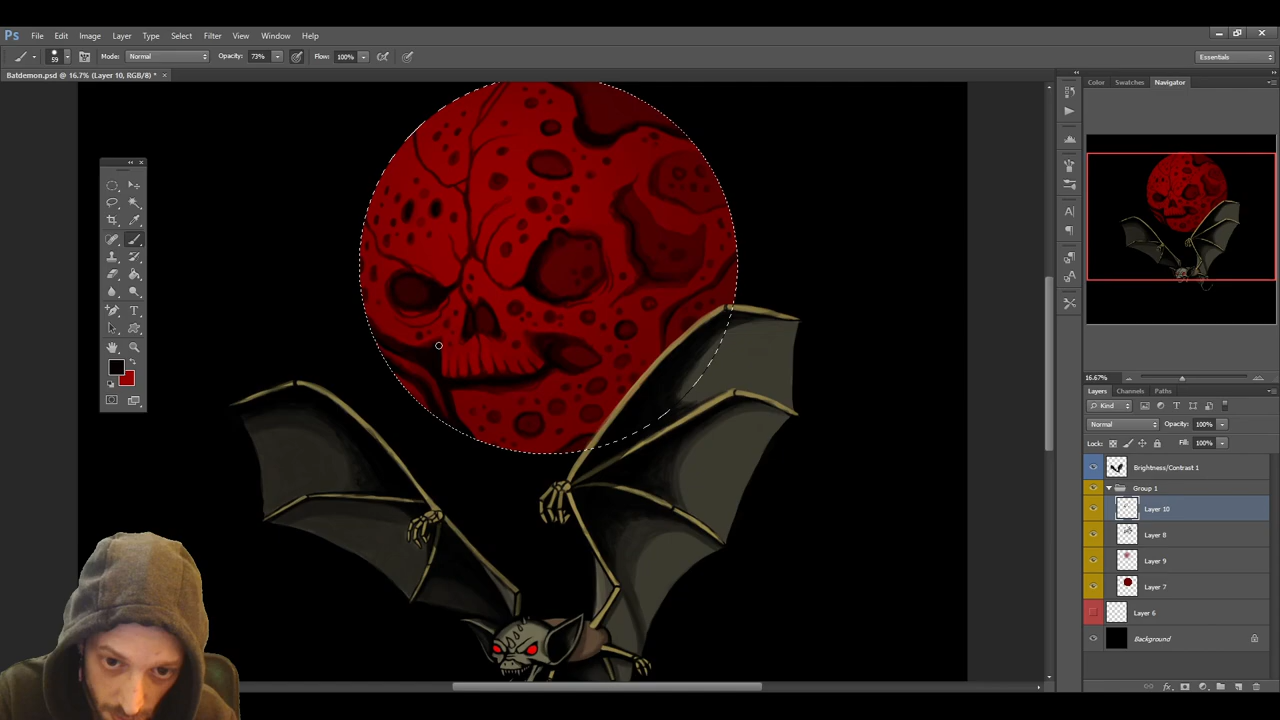 Ps File Edit Image Layer Type Select Filter View Window Help
59 Mode: Normal Opacity: 73% Flow: 100% Essentials
Batdemon.psd @ 16.7% (Layer 10, RGB/8) * ×
Color Swatches Navigator
16.67%
Layers Channels Paths
Kind
Normal Opacity: 100%
Lock: Fill: 100%
Brightness/Contrast 1
Group 1
Layer 10
Layer 8
Layer 9
Layer 7
Layer 6
Background